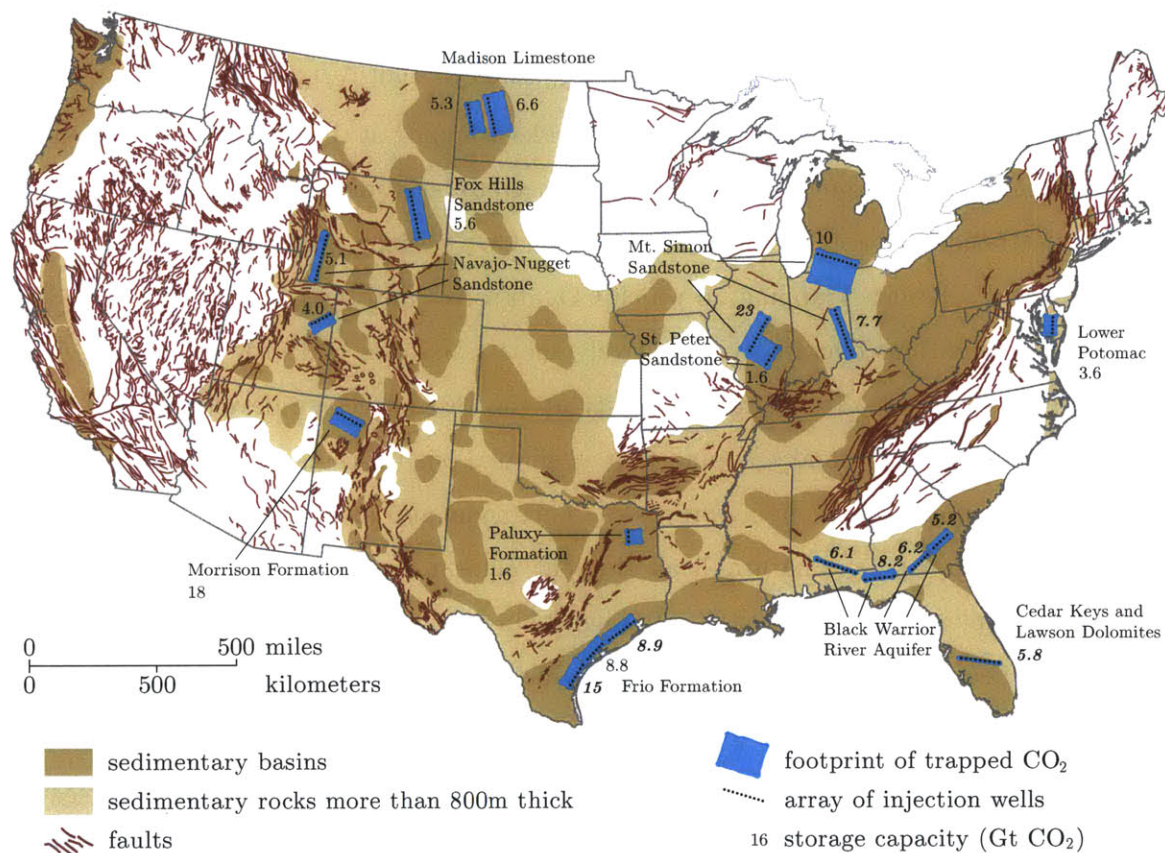 Madison Limestone
5.3
6.6
Fox Hills
Sandstone
5.6
5.1
Navajo-Nugget
Sandstone
4.0
Mt. Simon
Sandstone
10
23
7.7
St. Peter
Sandstone
1.6
Lower
Potomac
3.6
Morrison Formation
18
Paluxy
Formation
1.6
6.1
8.2
6.2
5.2
Black Warrior
River Aquifer
Cedar Keys and
Lawson Dolomites
5.8
8.9
8.8
15
Frio Formation
0 500 miles
0 500 kilometers
sedimentary basins
sedimentary rocks more than 800m thick
faults
footprint of trapped CO₂
array of injection wells
16 storage capacity (Gt CO₂)